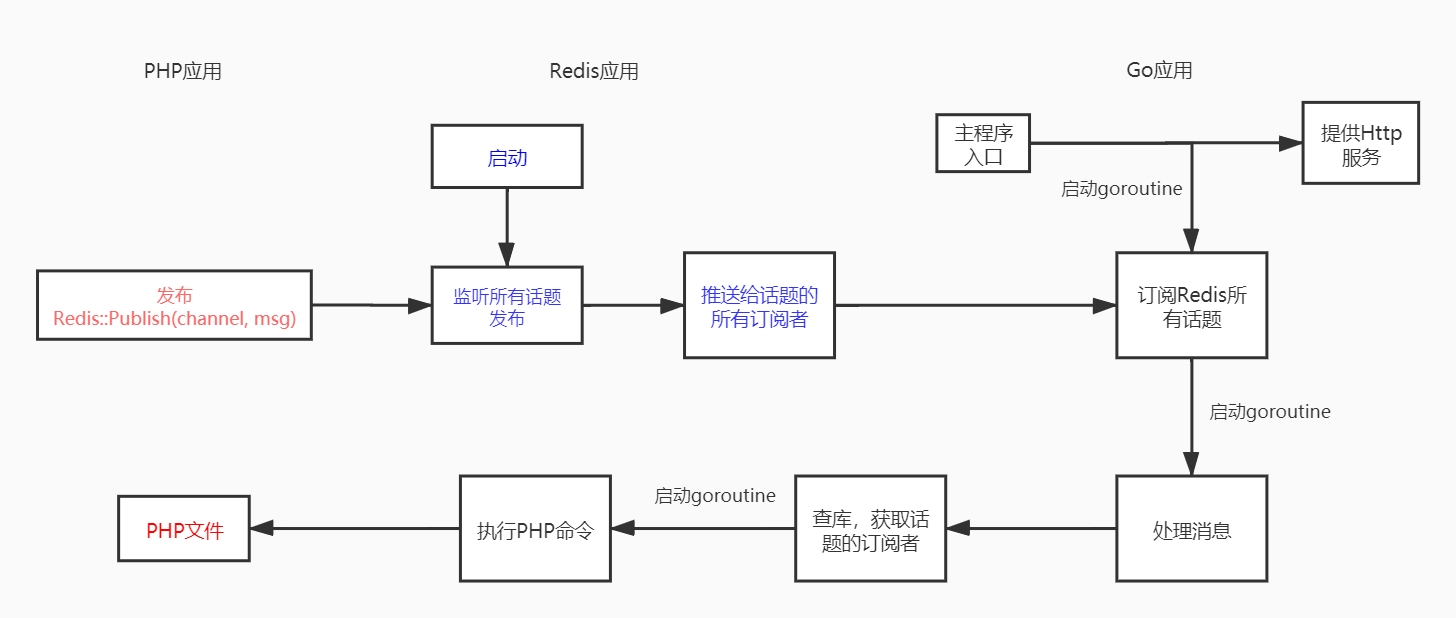 PHP应用
Redis应用
Go应用
启动
主程序
入口
提供Http
服务
启动goroutine
发布
Redis::Publish(channel, msg)
监听所有话题
发布
推送给话题的
所有订阅者
订阅Redis所
有话题
启动goroutine
PHP文件
执行PHP命令
启动goroutine
查库，获取话
题的订阅者
处理消息